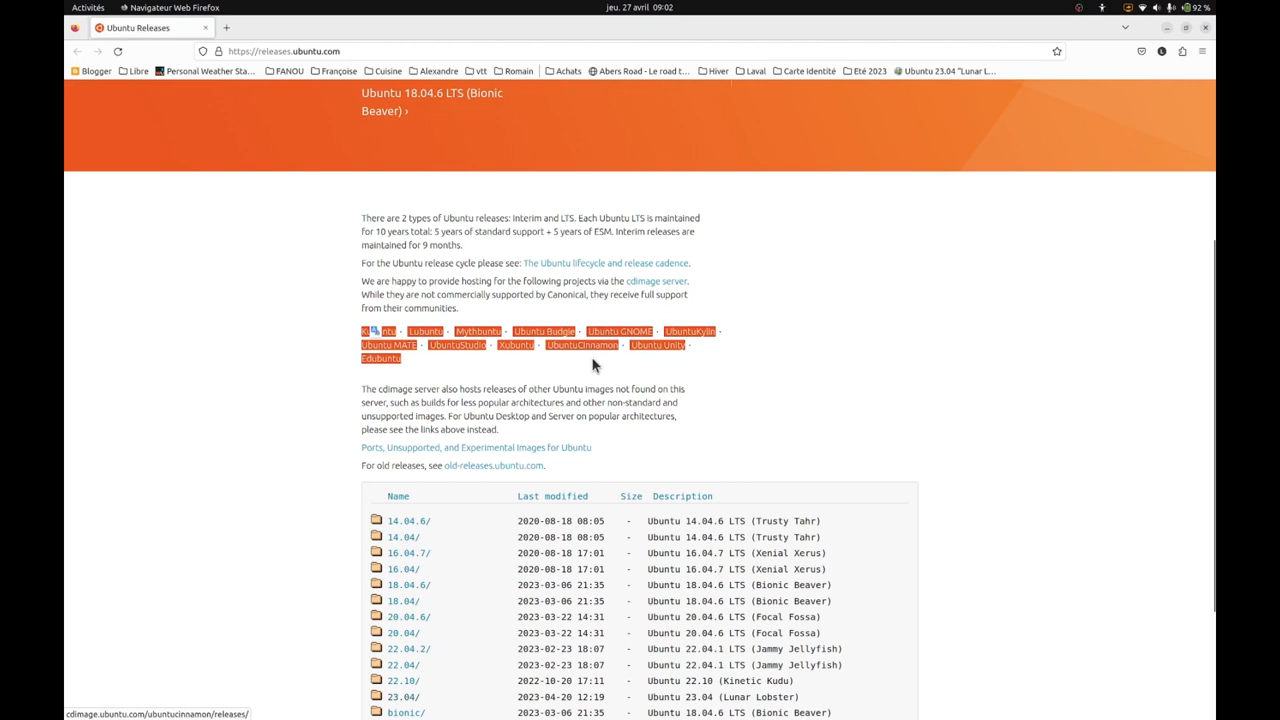 Activités Navigateur Web Firefox jeu. 27 avril 09:02 92 %
Ubuntu Releases
https://releases.ubuntu.com
Blogger Libre Personal Weather Sta... FANOU Françoise Cuisine Alexandre vtt Romain Achats Abers Road - Le road t... Hiver Laval Carte Identité Eté 2023 Ubuntu 23.04 "Lunar L...
Ubuntu 18.04.6 LTS (Bionic
Beaver) ›
There are 2 types of Ubuntu releases: Interim and LTS. Each Ubuntu LTS is maintained
for 10 years total: 5 years of standard support + 5 years of ESM. Interim releases are
maintained for 9 months.
For the Ubuntu release cycle please see: The Ubuntu lifecycle and release cadence.
We are happy to provide hosting for the following projects via the cdimage server.
While they are not commercially supported by Canonical, they receive full support
from their communities.
Lubuntu · Mythbuntu · Ubuntu Budgie · Ubuntu GNOME · UbuntuKylin ·
Ubuntu MATE · UbuntuStudio · Xubuntu · UbuntuCinnamon · Ubuntu Unity ·
Edubuntu
The cdimage server also hosts releases of other Ubuntu images not found on this
server, such as builds for less popular architectures and other non-standard and
unsupported images. For Ubuntu Desktop and Server on popular architectures,
please see the links above instead.
Ports, Unsupported, and Experimental Images for Ubuntu
For old releases, see old-releases.ubuntu.com.
Name Last modified Size Description
14.04.6/ 2020-08-18 08:05 - Ubuntu 14.04.6 LTS (Trusty Tahr)
14.04/ 2020-08-18 08:05 - Ubuntu 14.04.6 LTS (Trusty Tahr)
16.04.7/ 2020-08-18 17:01 - Ubuntu 16.04.7 LTS (Xenial Xerus)
16.04/ 2020-08-18 17:01 - Ubuntu 16.04.7 LTS (Xenial Xerus)
18.04.6/ 2023-03-06 21:35 - Ubuntu 18.04.6 LTS (Bionic Beaver)
18.04/ 2023-03-06 21:35 - Ubuntu 18.04.6 LTS (Bionic Beaver)
20.04.6/ 2023-03-22 14:31 - Ubuntu 20.04.6 LTS (Focal Fossa)
20.04/ 2023-03-22 14:31 - Ubuntu 20.04.6 LTS (Focal Fossa)
22.04.2/ 2023-02-23 18:07 - Ubuntu 22.04.1 LTS (Jammy Jellyfish)
22.04/ 2023-02-23 18:07 - Ubuntu 22.04.1 LTS (Jammy Jellyfish)
22.10/ 2022-10-20 17:11 - Ubuntu 22.10 (Kinetic Kudu)
23.04/ 2023-04-20 12:19 - Ubuntu 23.04 (Lunar Lobster)
bionic/ 2023-03-06 21:35 - Ubuntu 18.04.6 LTS (Bionic Beaver)
cdimage.ubuntu.com/ubuntucinnamon/releases/